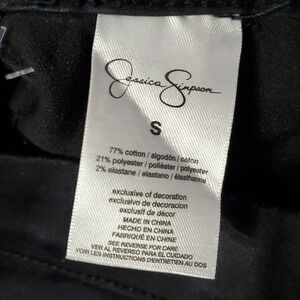 Jessica Simpson
S
77% cotton / algodón / coton
21% polyester / poliéster / polyester
2% elastane / elastano / élasthanne
exclusive of decoration
exclusivo de decoracion
exclusif de décor
MADE IN CHINA
HECHO EN CHINA
FABRIQUÉ EN CHINE
SEE REVERSE FOR CARE
VER AL REVERSO PARA EL CUIDADO
VOIR LES INSTRUCTIONS D'ENTRETIEN AU DOS